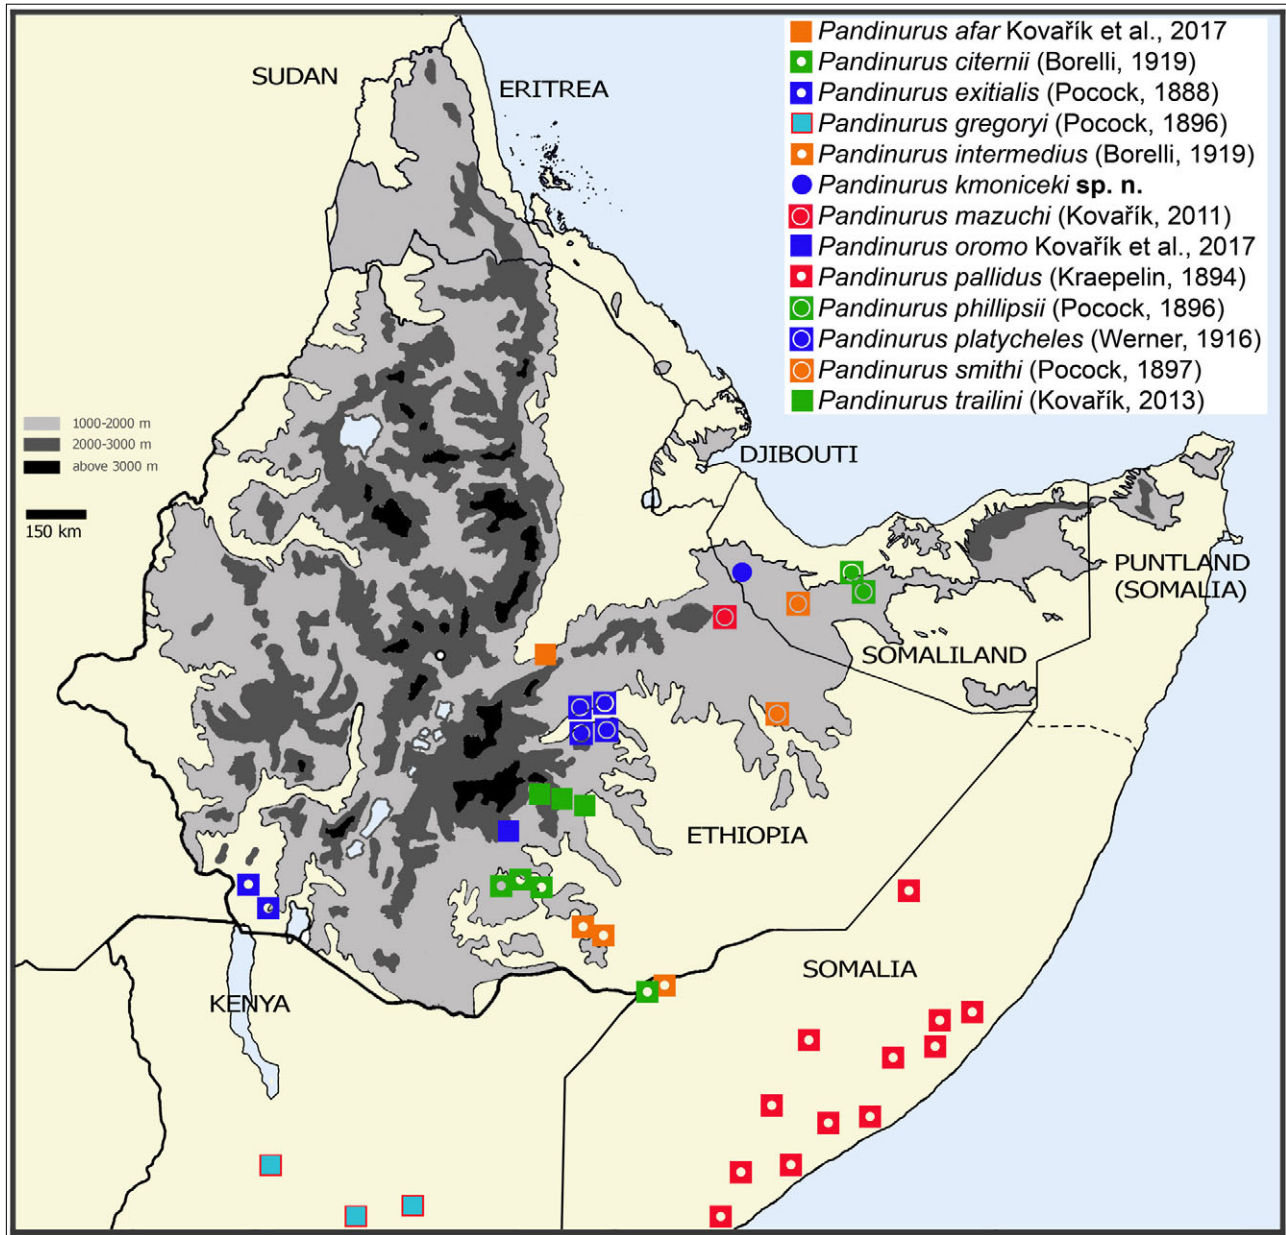 Pandinurus afar Kovařík et al., 2017
Pandinurus citernii (Borelli, 1919)
Pandinurus exitialis (Pocock, 1888)
Pandinurus gregoryi (Pocock, 1896)
Pandinurus intermedius (Borelli, 1919)
Pandinurus kmoniceki sp. n.
Pandinurus mazuchi (Kovařík, 2011)
Pandinurus oromo Kovařík et al., 2017
Pandinurus pallidus (Kraepelin, 1894)
Pandinurus phillipsii (Pocock, 1896)
Pandinurus platycheles (Werner, 1916)
Pandinurus smithi (Pocock, 1897)
Pandinurus trailini (Kovařík, 2013)
SUDAN
ERITREA
1000-2000 m
2000-3000 m
above 3000 m
150 km
DJIBOUTI
PUNTLAND
(SOMALIA)
SOMALILAND
ETHIOPIA
SOMALIA
KENYA